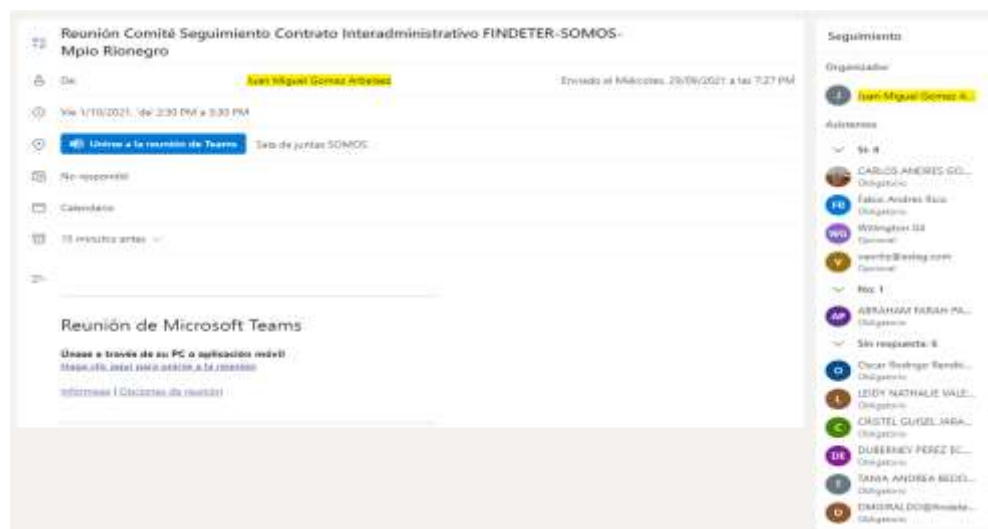 Reunión Comité Seguimiento Contrato Interadministrativo FINDETER-SOMOS-
Mpio Rionegro
De:
Juan Miguel Gomez Arbelaez
Enviado el Miércoles, 29/09/2021 a las 7:27 PM
Vie 1/10/2021, de 2:30 PM a 3:30 PM
Unirse a la reunión de Teams
Sala de juntas SOMOS
No respondió
Calendario
15 minutos antes
Reunión de Microsoft Teams
Únase a través de su PC o aplicación móvil
Haga clic aquí para unirse a la reunión
Infórmese | Opciones de reunión
Seguimiento
Organizador
J
Juan Miguel Gomez A...
Asistentes
Sí: 4
CARLOS ANDRES GO...
Obligatorio
FB
Fabio Andres
Obligatorio
WG
Willington Gil
Opcional
V
Opcional
No: 1
AP
ABRAHAM FARAH PA...
Obligatorio
Sin respuesta: 6
O
Oscar Rodrigo Rendo...
Obligatorio
L
LEIDY NATHALIE VALE...
Obligatorio
C
CRISTEL GUISEL JARA...
Obligatorio
DE
DUBERNEY PEREZ EC...
Obligatorio
T
TANIA ANDREA BEDO...
Obligatorio
D
DMGIRALDO@findete...
Obligatorio